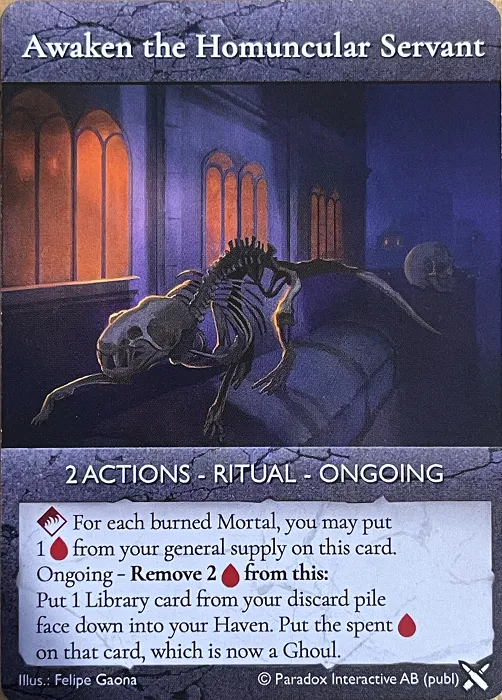 Awaken the Homuncular Servant
2 ACTIONS - RITUAL - ONGOING
For each burned Mortal, you may put
1 from your general supply on this card.
Ongoing - Remove 2 from this:
Put 1 Library card from your discard pile
face down into your Haven. Put the spent
on that card, which is now a Ghoul.
Illus.: Felipe Gaona © Paradox Interactive AB (publ)